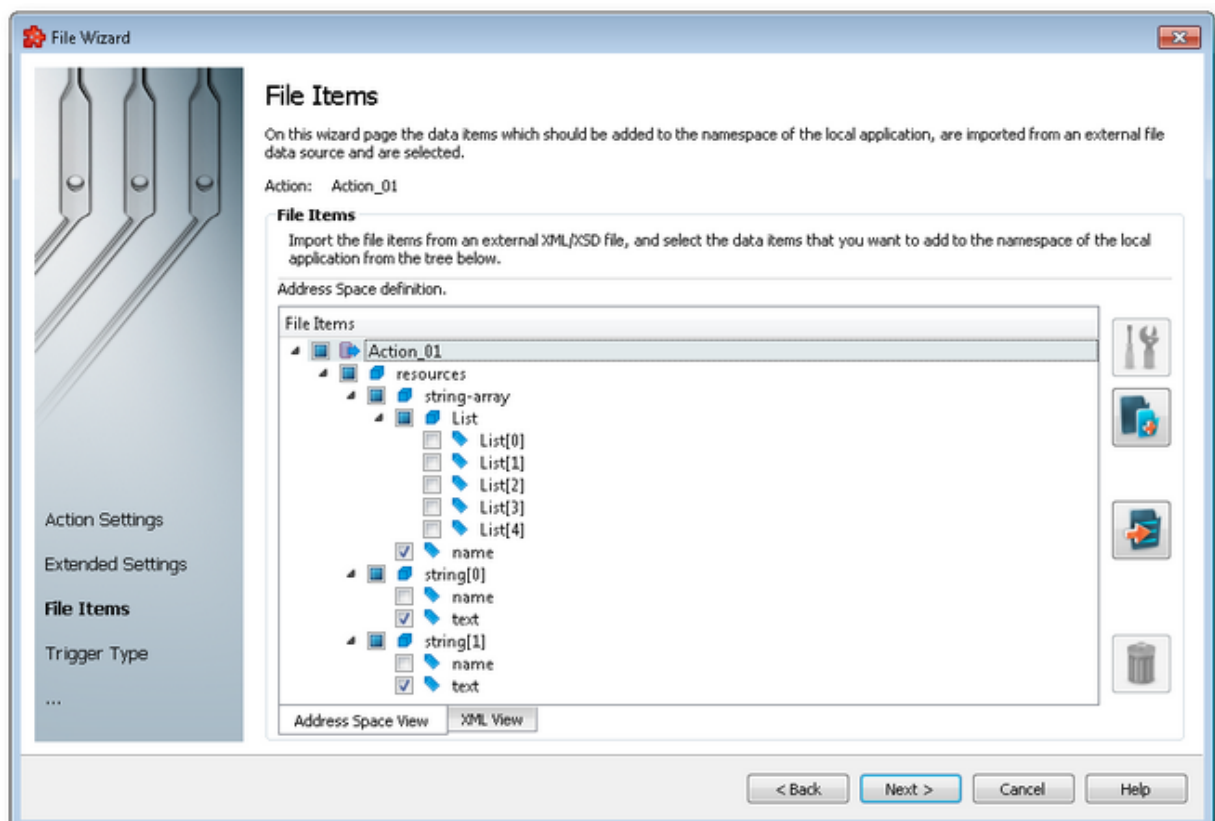 File Wizard
File Items
On this wizard page the data items which should be added to the namespace of the local application, are imported from an external file
data source and are selected.
Action: Action_01
File Items
Import the file items from an external XML/XSD file, and select the data items that you want to add to the namespace of the local
application from the tree below.
Address Space definition.
File Items
Action_01
resources
string-array
List
List[0]
List[1]
List[2]
List[3]
List[4]
name
string[0]
name
text
string[1]
name
text
Address Space View XML View
Action Settings
Extended Settings
File Items
Trigger Type
...
< Back Next > Cancel Help